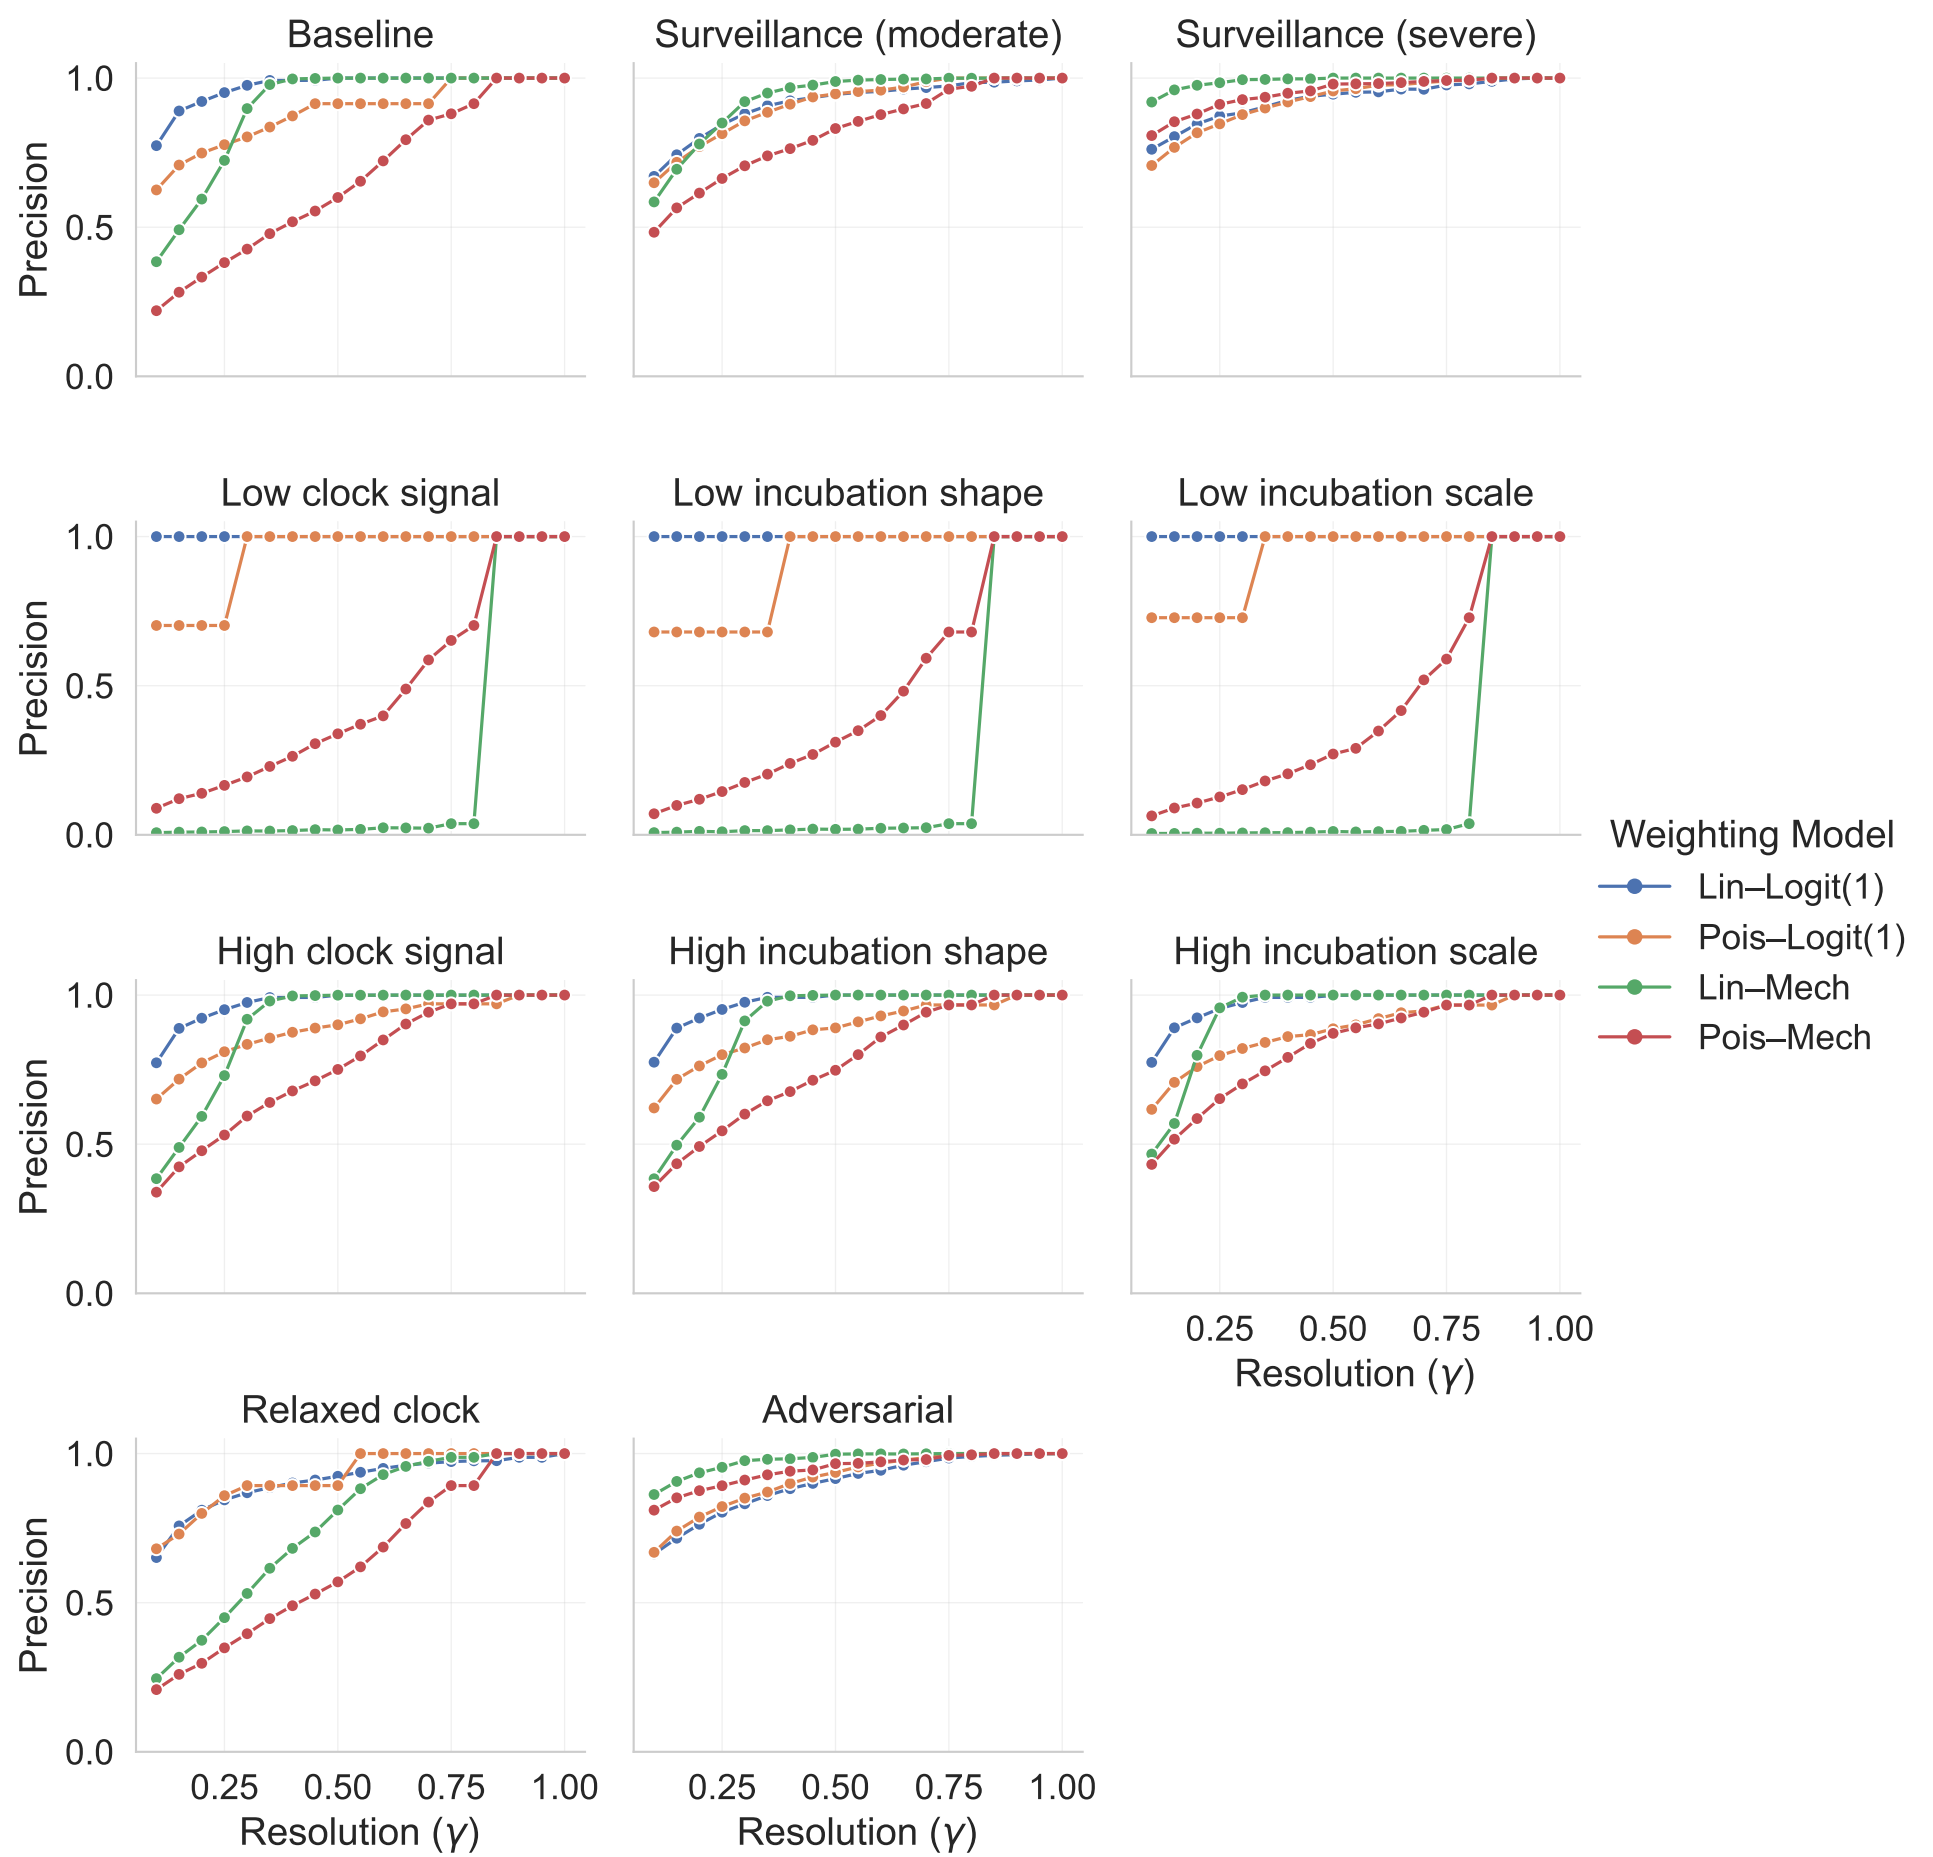 Baseline
Surveillance (moderate)
Surveillance (severe)
1.0
0.5
0.0
Precision
Low clock signal
Low incubation shape
Low incubation scale
1.0
0.5
0.0
Precision
Weighting Model
Lin–Logit(1)
Pois–Logit(1)
Lin–Mech
Pois–Mech
High clock signal
High incubation shape
High incubation scale
1.0
0.5
0.0
Precision
0.25 0.50 0.75 1.00
Resolution (γ)
Relaxed clock
Adversarial
1.0
0.5
0.0
Precision
0.25 0.50 0.75 1.00
Resolution (γ)
0.25 0.50 0.75 1.00
Resolution (γ)